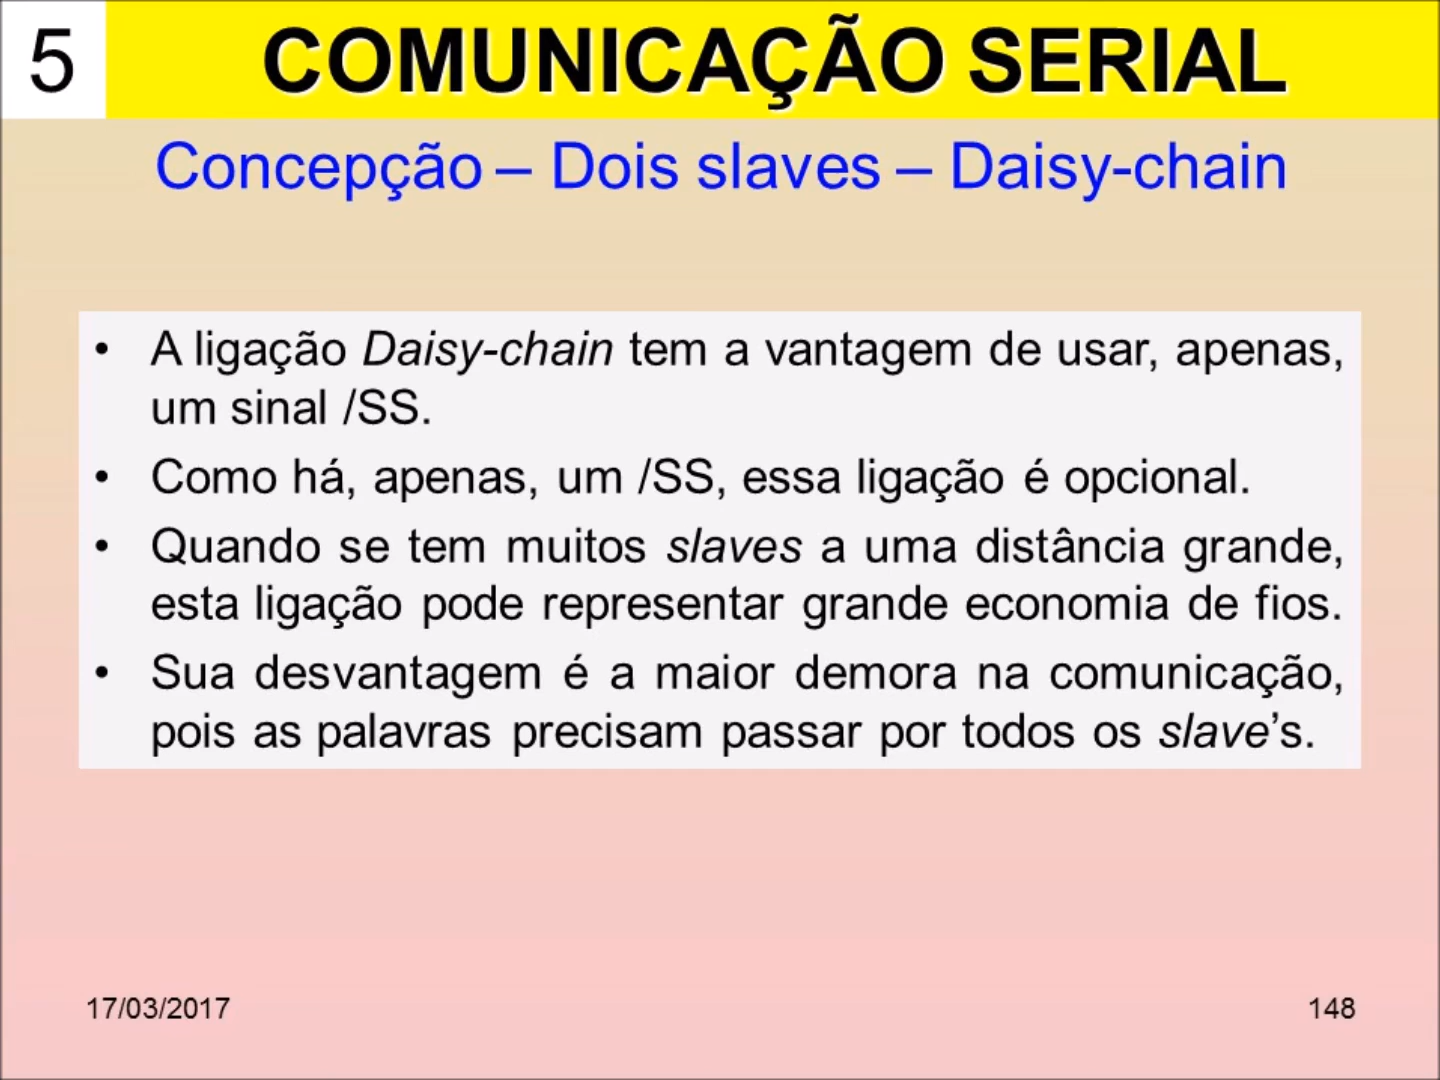 5
COMUNICAÇÃO SERIAL
Concepção – Dois slaves – Daisy-chain
• A ligação Daisy-chain tem a vantagem de usar, apenas,
um sinal /SS.
• Como há, apenas, um /SS, essa ligação é opcional.
• Quando se tem muitos slaves a uma distância grande,
esta ligação pode representar grande economia de fios.
• Sua desvantagem é a maior demora na comunicação,
pois as palavras precisam passar por todos os slave’s.
17/03/2017
148